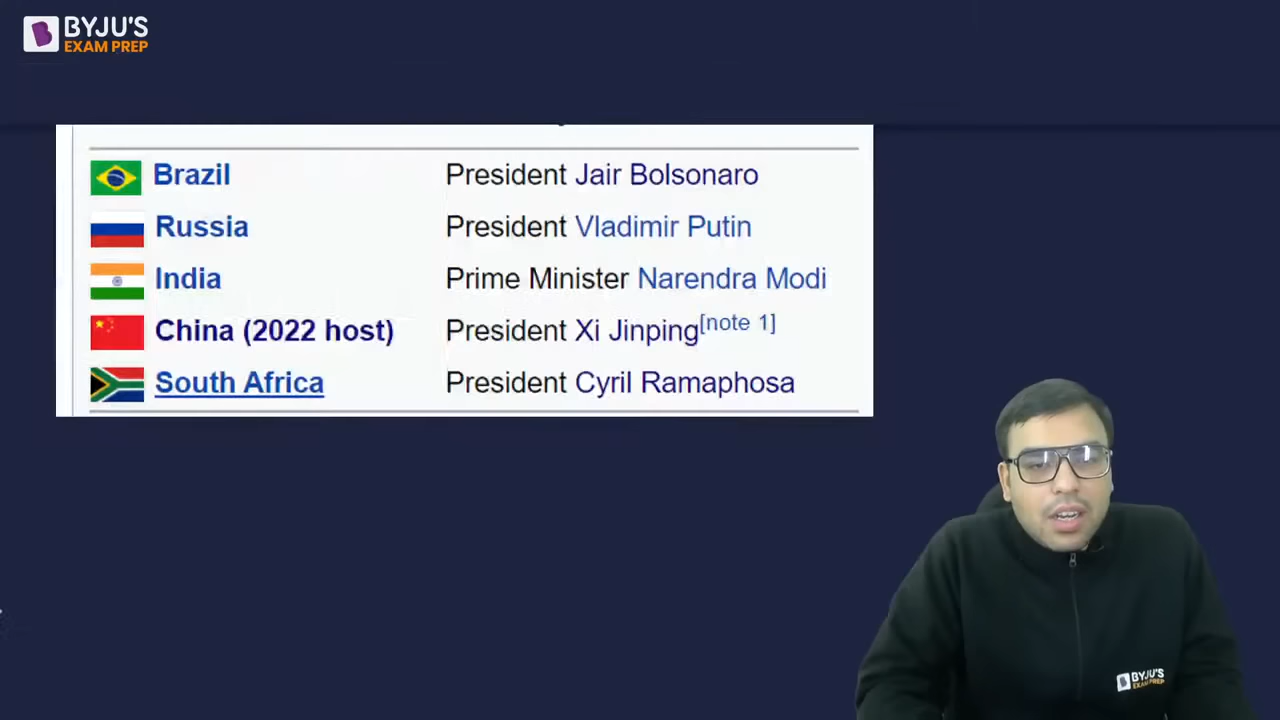 BYJU'S
EXAM PREP
Brazil President Jair Bolsonaro
Russia President Vladimir Putin
India Prime Minister Narendra Modi
China (2022 host) President Xi Jinping[note 1]
South Africa President Cyril Ramaphosa
BYJU'S
EXAM PREP